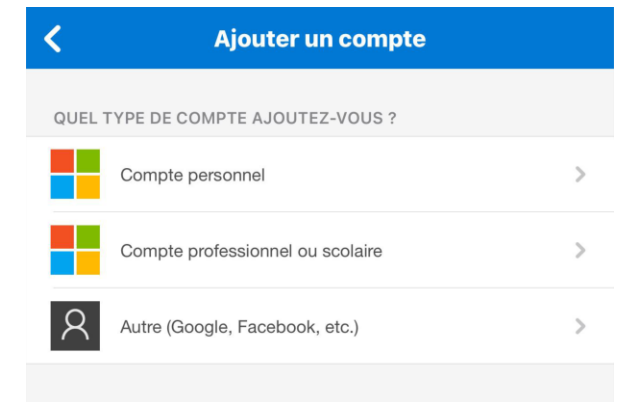 Ajouter un compte
QUEL TYPE DE COMPTE AJOUTEZ-VOUS ?
Compte personnel
Compte professionnel ou scolaire
Autre (Google, Facebook, etc.)